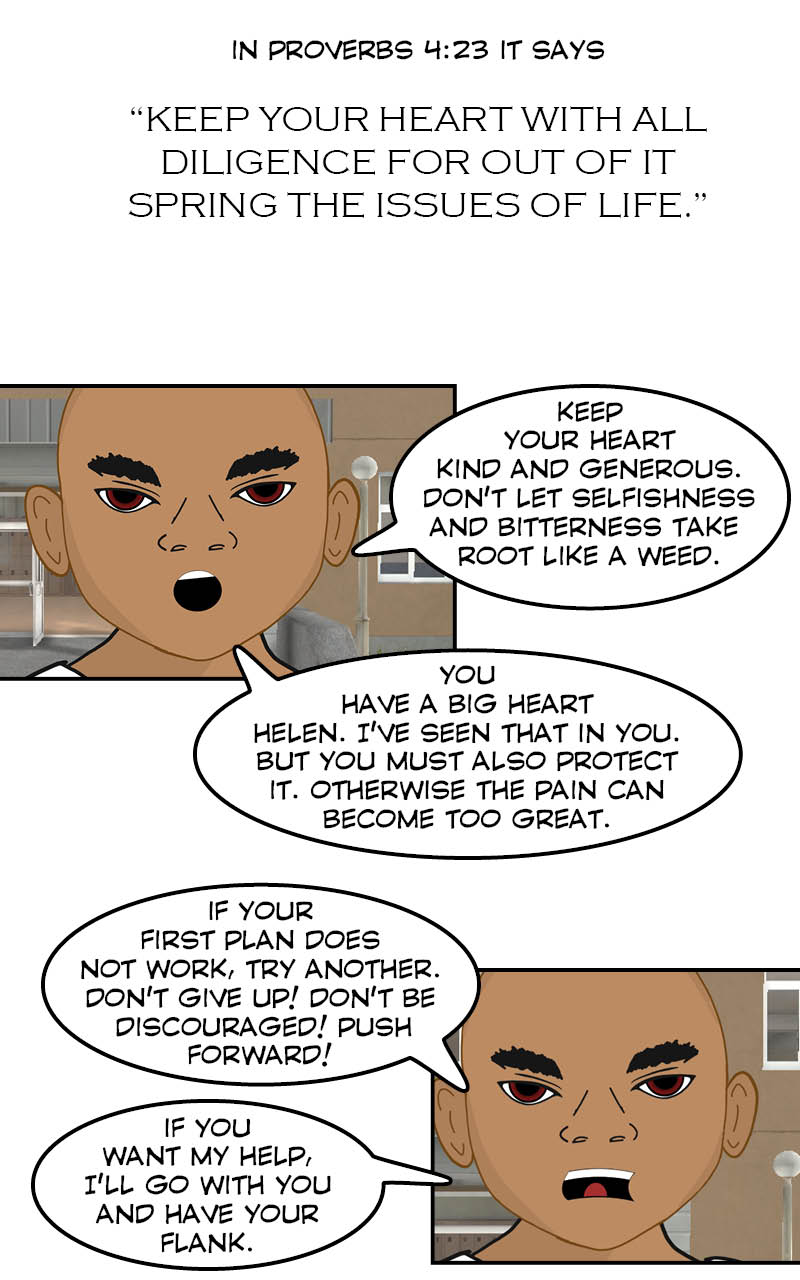 IN PROVERBS 4:23 IT SAYS
“KEEP YOUR HEART WITH ALL
DILIGENCE FOR OUT OF IT
SPRING THE ISSUES OF LIFE.”
KEEP
YOUR HEART
KIND AND GENEROUS.
DON'T LET SELFISHNESS
AND BITTERNESS TAKE
ROOT LIKE A WEED.
YOU
HAVE A BIG HEART
HELEN. I'VE SEEN THAT IN YOU.
BUT YOU MUST ALSO PROTECT
IT. OTHERWISE THE PAIN CAN
BECOME TOO GREAT.
IF YOUR
FIRST PLAN DOES
NOT WORK, TRY ANOTHER.
DON'T GIVE UP! DON'T BE
DISCOURAGED! PUSH
FORWARD!
IF YOU
WANT MY HELP,
I'LL GO WITH YOU
AND HAVE YOUR
FLANK.